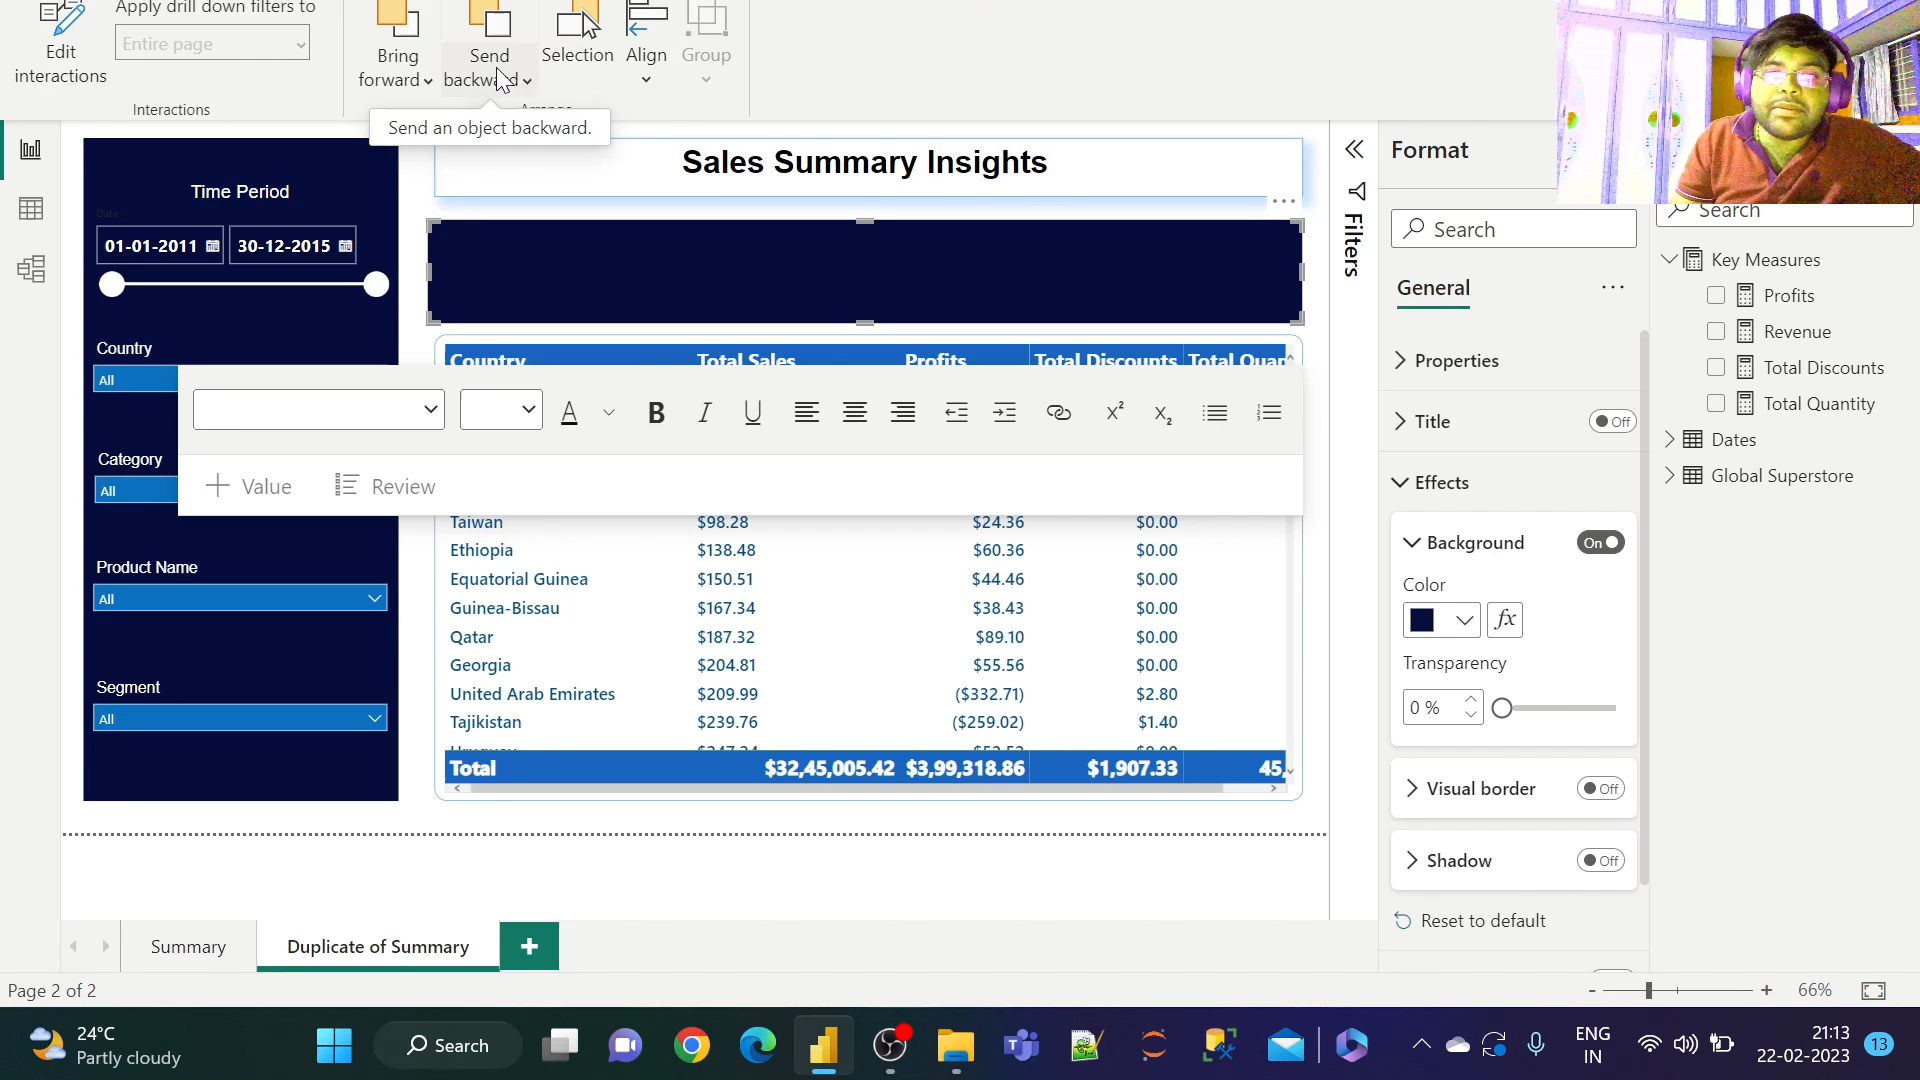 Apply drill down filters to
Entire page
Edit
interactions
Interactions
Bring
forward
Send
backward
Selection
Align
Group
Send an object backward.
Time Period
Date
01-01-2011
30-12-2015
Country
All
Category
All
Product Name
All
Segment
All
Sales Summary Insights
Country Total Sales Profits Total Discounts Total Quan
A B I U X² X₂
Value Review
Taiwan $98.28 $24.36 $0.00
Ethiopia $138.48 $60.36 $0.00
Equatorial Guinea $150.51 $44.46 $0.00
Guinea-Bissau $167.34 $38.43 $0.00
Qatar $187.32 $89.10 $0.00
Georgia $204.81 $55.56 $0.00
United Arab Emirates $209.99 ($332.71) $2.80
Tajikistan $239.76 ($259.02) $1.40
Total $32,45,005.42 $3,99,318.86 $1,907.33 45,
Filters
Format
Search
General
Properties
Title Off
Effects
Background On
Color
fx
Transparency
0 %
Visual border Off
Shadow Off
Reset to default
Search
Key Measures
Profits
Revenue
Total Discounts
Total Quantity
Dates
Global Superstore
Summary
Duplicate of Summary
Page 2 of 2
66%
24°C
Partly cloudy
Search
ENG
IN
21:13
22-02-2023
13